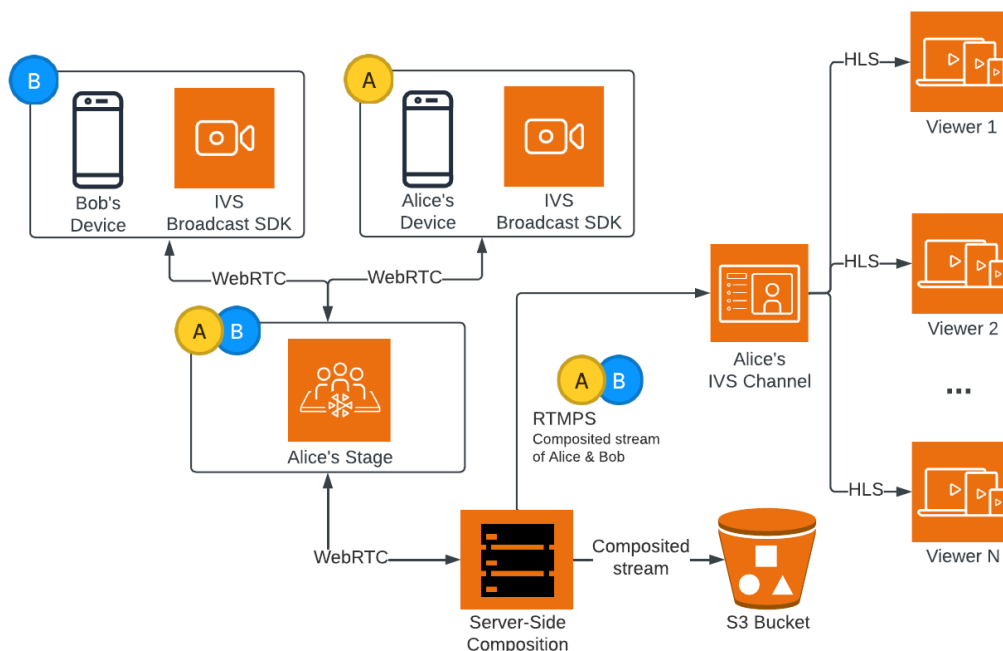 B
Bob's
Device
IVS
Broadcast SDK
A
Alice's
Device
IVS
Broadcast SDK
HLS
Viewer 1
WebRTC
WebRTC
HLS
Viewer 2
A
B
Alice's Stage
Alice's
IVS Channel
A
B
RTMPS
Composited stream
of Alice & Bob
...
HLS
Viewer N
WebRTC
Composited
stream
Server-Side
Composition
S3 Bucket